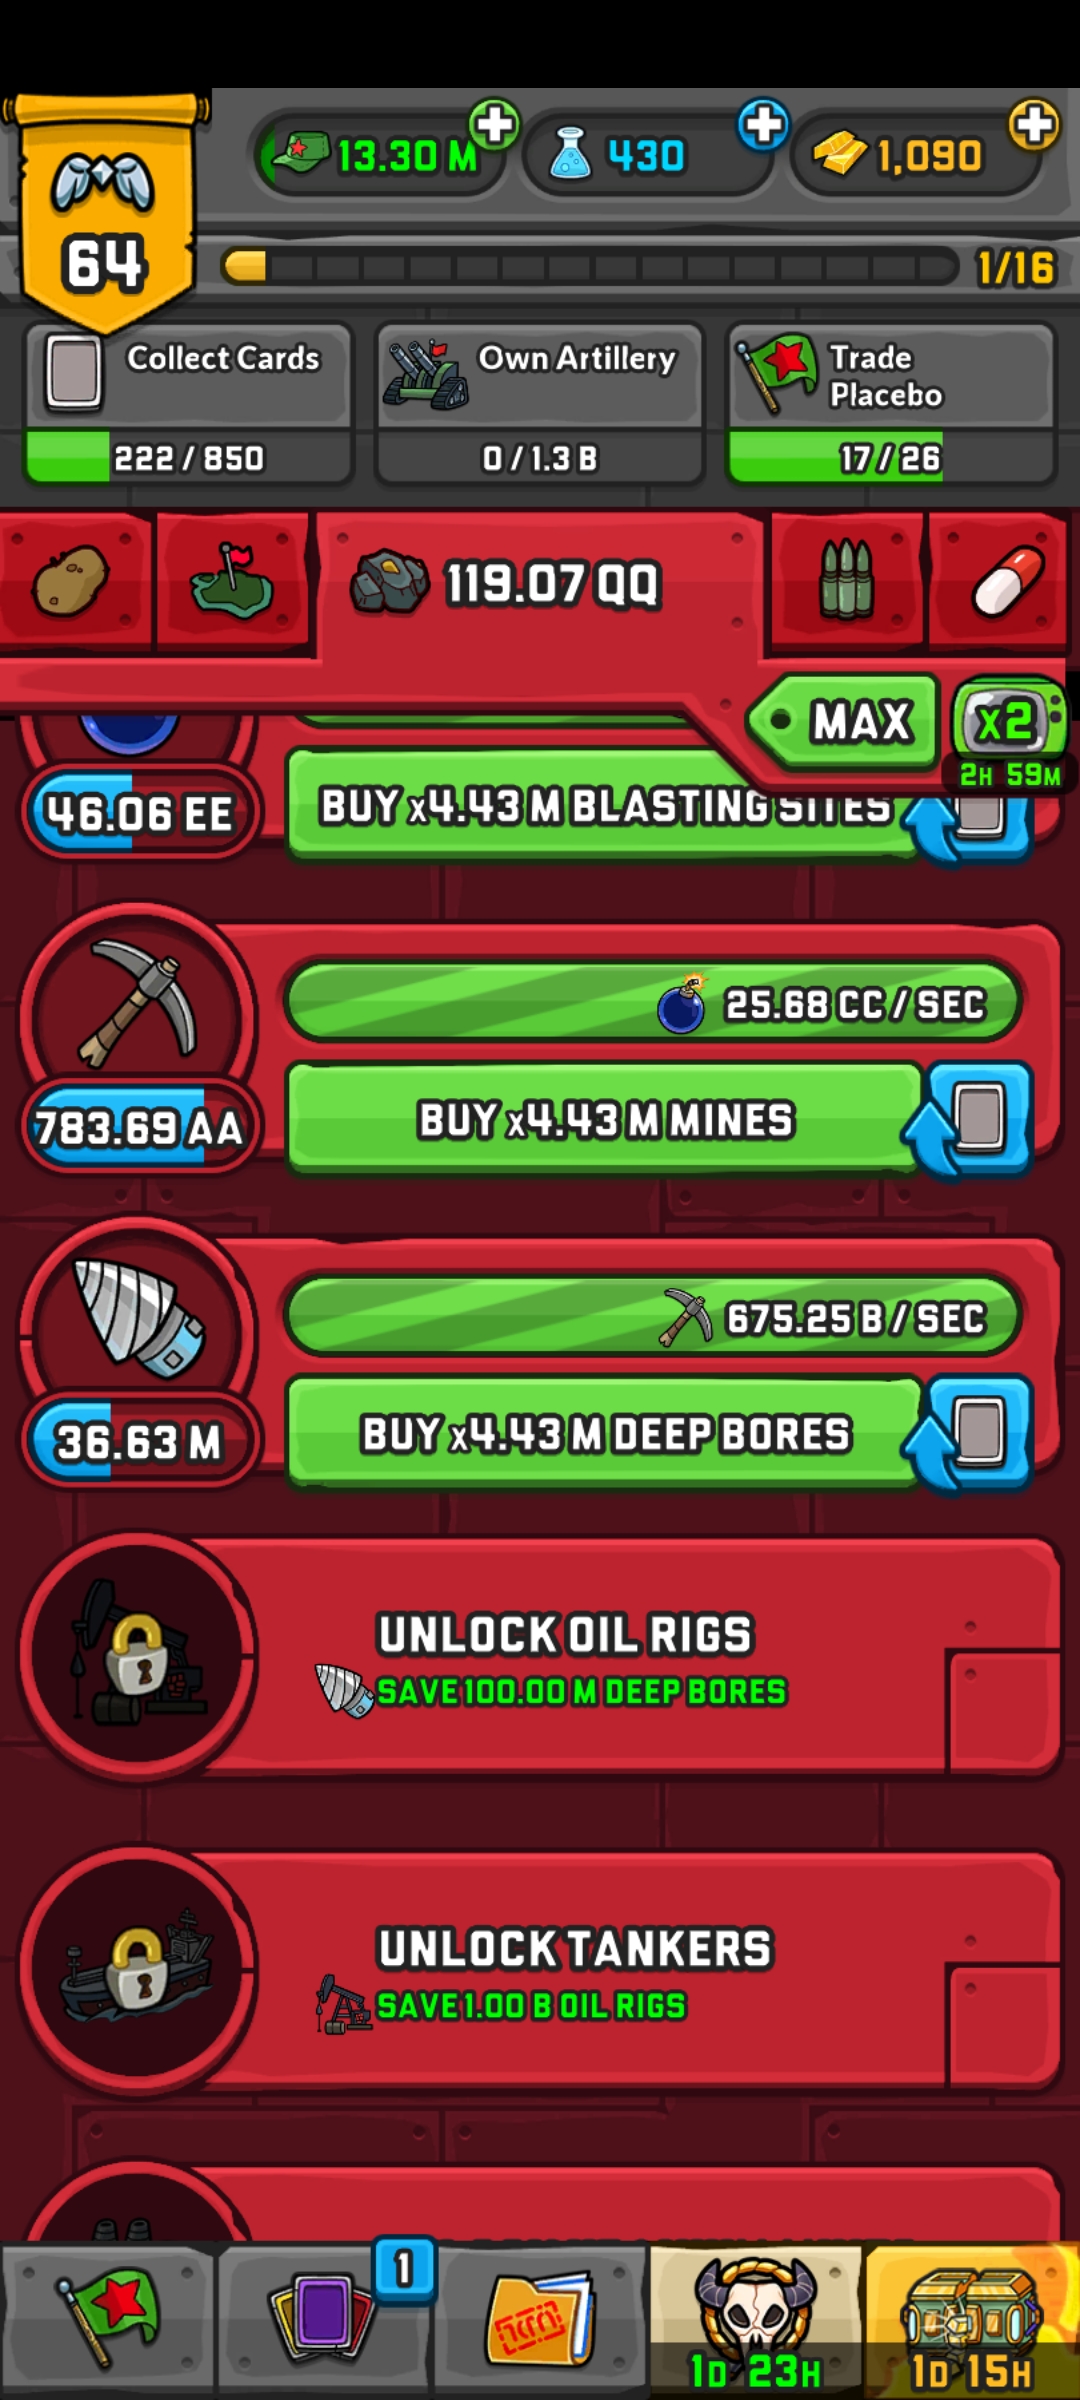 13.30 M
430
1,090
64
1/16
Collect Cards
222 / 850
Own Artillery
0 / 1.3 B
Trade
Placebo
17 / 26
119.07 QQ
MAX
X2
2H 59M
46.06 EE
BUY x4.43 M BLASTING SITES
25.68 CC / SEC
783.69 AA
BUY x4.43 M MINES
675.25 B / SEC
36.63 M
BUY x4.43 M DEEP BORES
UNLOCK OIL RIGS
SAVE 100.00 M DEEP BORES
UNLOCK TANKERS
SAVE 1.00 B OIL RIGS
1
1D 23H
1D 15H